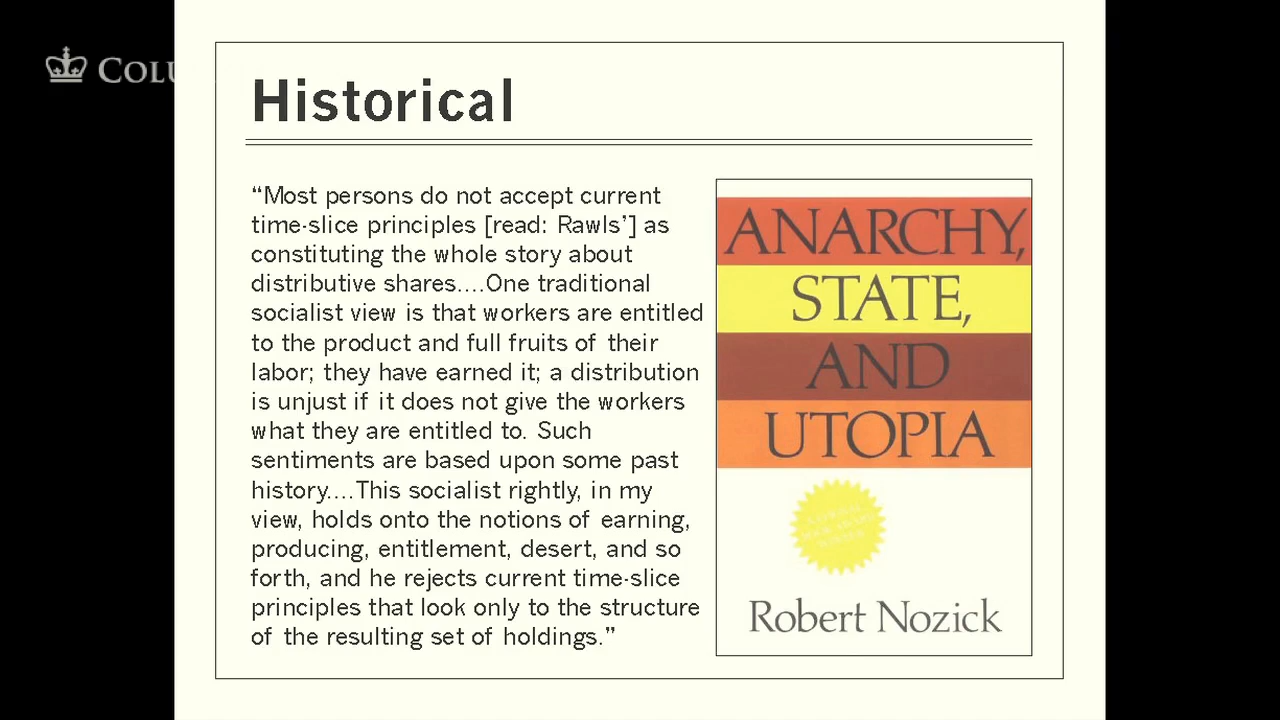 COLU
Historical
“Most persons do not accept current
time-slice principles [read: Rawls’] as
constituting the whole story about
distributive shares....One traditional
socialist view is that workers are entitled
to the product and full fruits of their
labor; they have earned it; a distribution
is unjust if it does not give the workers
what they are entitled to. Such
sentiments are based upon some past
history....This socialist rightly, in my
view, holds onto the notions of earning,
producing, entitlement, desert, and so
forth, and he rejects current time-slice
principles that look only to the structure
of the resulting set of holdings.”
ANARCHY,
STATE,
AND
UTOPIA
Robert Nozick